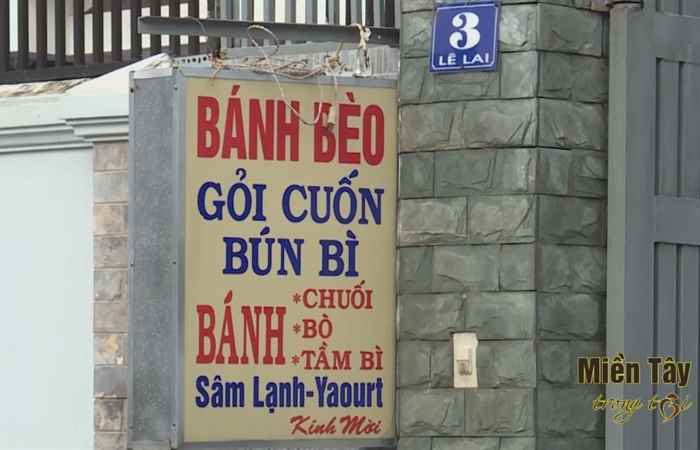 3
LÊ LAI
BÁNH BÈO
GỎI CUỐN
BÚN BÌ
BÁNH
*CHUỐI
*BÒ
*TẦM BÌ
Sâm Lạnh-Yaourt
Kính Mời
Miền Tây
trong tôi